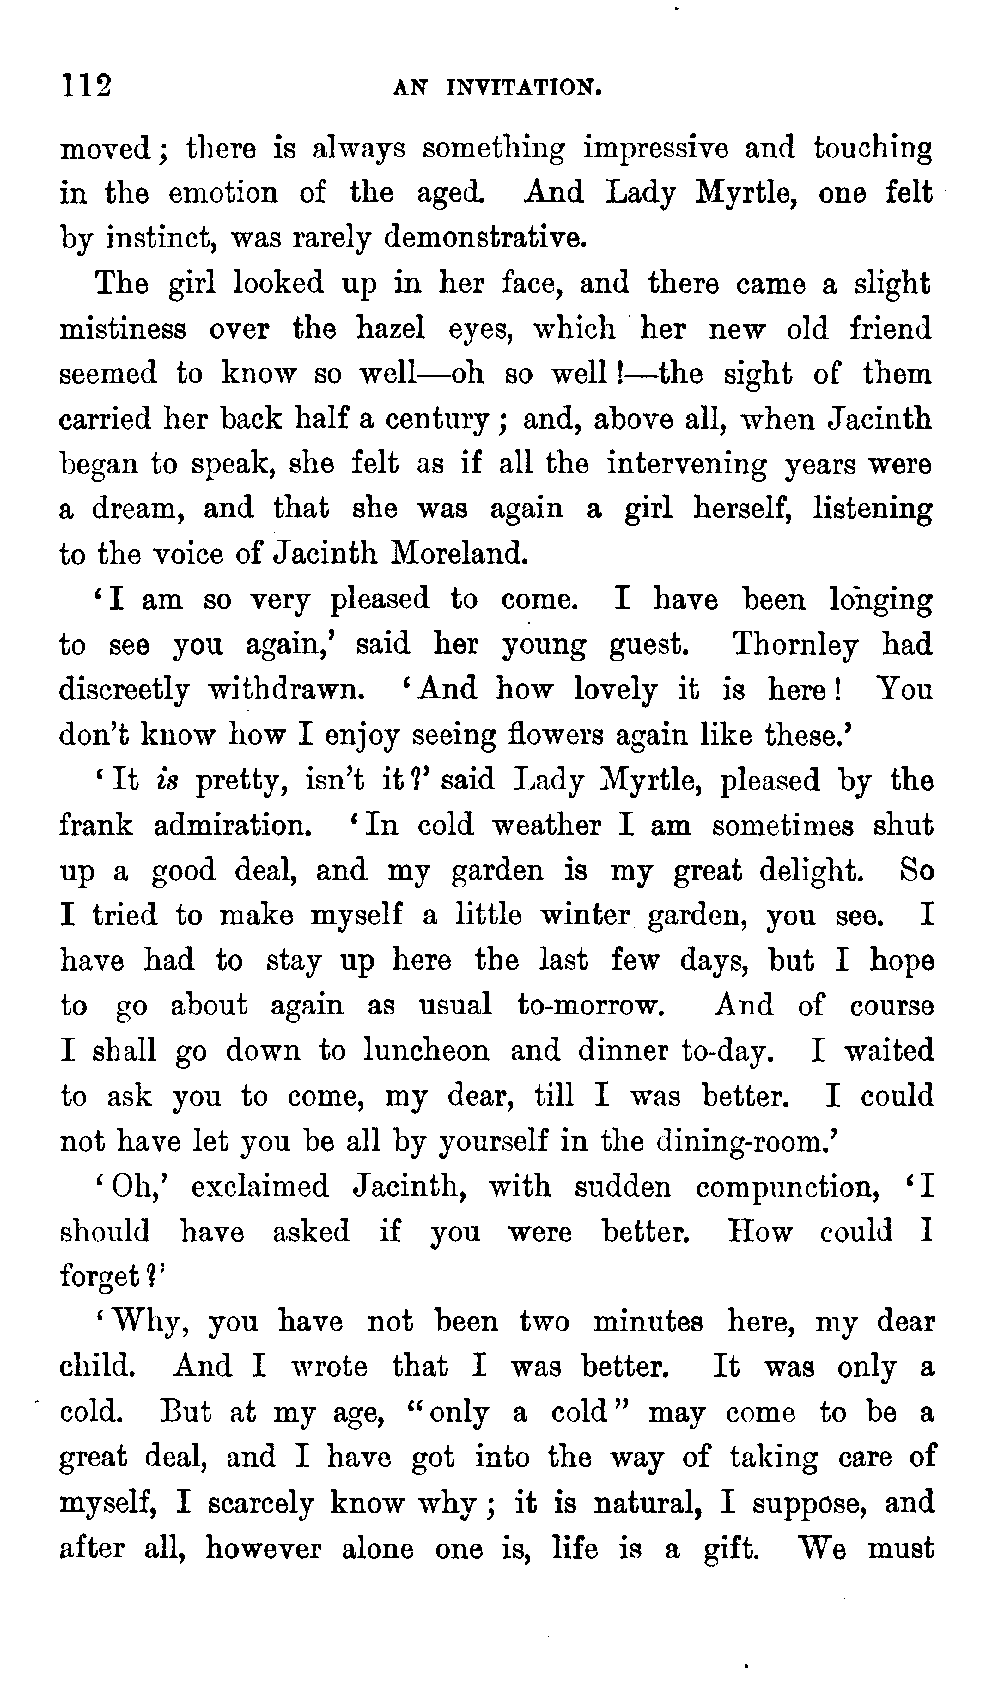 112 AN INVITATION.
moved; there is always something impressive and touching
in the emotion of the aged. And Lady Myrtle, one felt
by instinct, was rarely demonstrative.
The girl looked up in her face, and there came a slight
mistiness over the hazel eyes, which her new old friend
seemed to know so well—oh so well!—the sight of them
carried her back half a century; and, above all, when Jacinth
began to speak, she felt as if all the intervening years were
a dream, and that she was again a girl herself, listening
to the voice of Jacinth Moreland.
‘I am so very pleased to come. I have been longing
to see you again,’ said her young guest. Thornley had
discreetly withdrawn. ‘And how lovely it is here! You
don’t know how I enjoy seeing flowers again like these.’
‘It is pretty, isn’t it?’ said Lady Myrtle, pleased by the
frank admiration. ‘In cold weather I am sometimes shut
up a good deal, and my garden is my great delight. So
I tried to make myself a little winter garden, you see. I
have had to stay up here the last few days, but I hope
to go about again as usual to-morrow. And of course
I shall go down to luncheon and dinner to-day. I waited
to ask you to come, my dear, till I was better. I could
not have let you be all by yourself in the dining-room.’
‘Oh,’ exclaimed Jacinth, with sudden compunction, ‘I
should have asked if you were better. How could I
forget?’
‘Why, you have not been two minutes here, my dear
child. And I wrote that I was better. It was only a
cold. But at my age, “only a cold” may come to be a
great deal, and I have got into the way of taking care of
myself, I scarcely know why; it is natural, I suppose, and
after all, however alone one is, life is a gift. We must